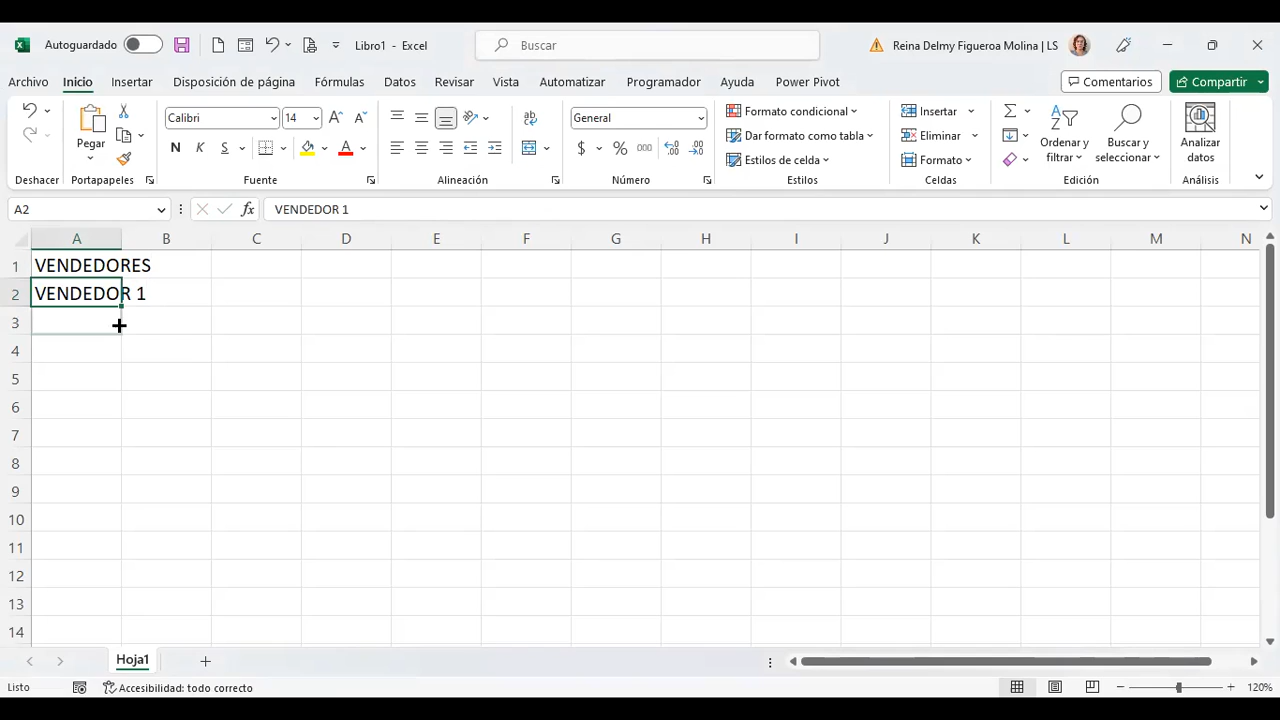 Autoguardado Libro1 - Excel Buscar Reina Delmy Figueroa Molina | LS
Archivo Inicio Insertar Disposición de página Fórmulas Datos Revisar Vista Automatizar Programador Ayuda Power Pivot Comentarios Compartir
Pegar Calibri 14 General Formato condicional Insertar Ordenar y Buscar y Analizar
N K S $ % 000 Dar formato como tabla Eliminar filtrar seleccionar datos
Estilos de celda Formato
Deshacer Portapapeles Fuente Alineación Número Estilos Celdas Edición Análisis
A2 fx VENDEDOR 1
A B C D E F G H I J K L M N
1 VENDEDORES
2 VENDEDOR 1
3
4
5
6
7
8
9
10
11
12
13
14
Hoja1
Listo Accesibilidad: todo correcto 120%